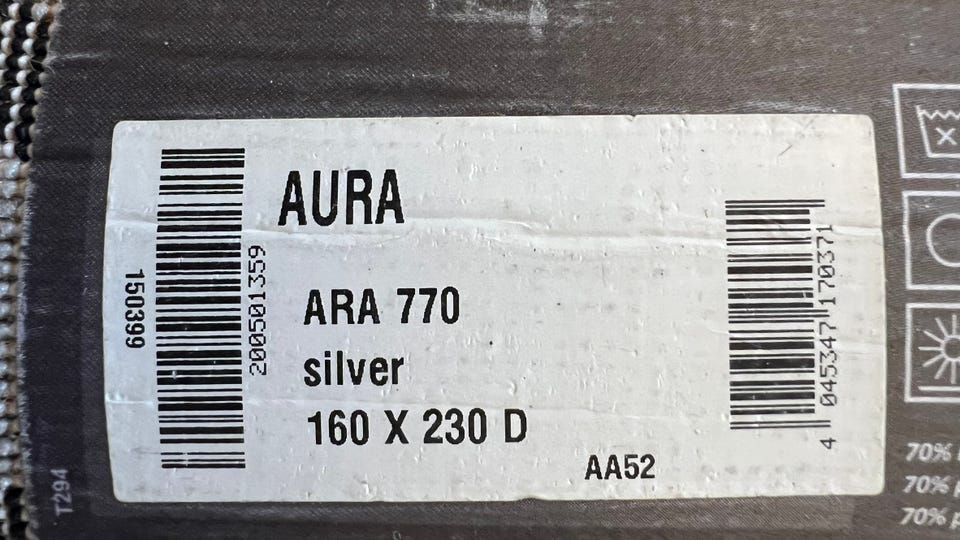 AURA
ARA 770
silver
160 X 230 D
AA52
150399
200501359
4 045347 170371
T294
70%
70% p
70% p